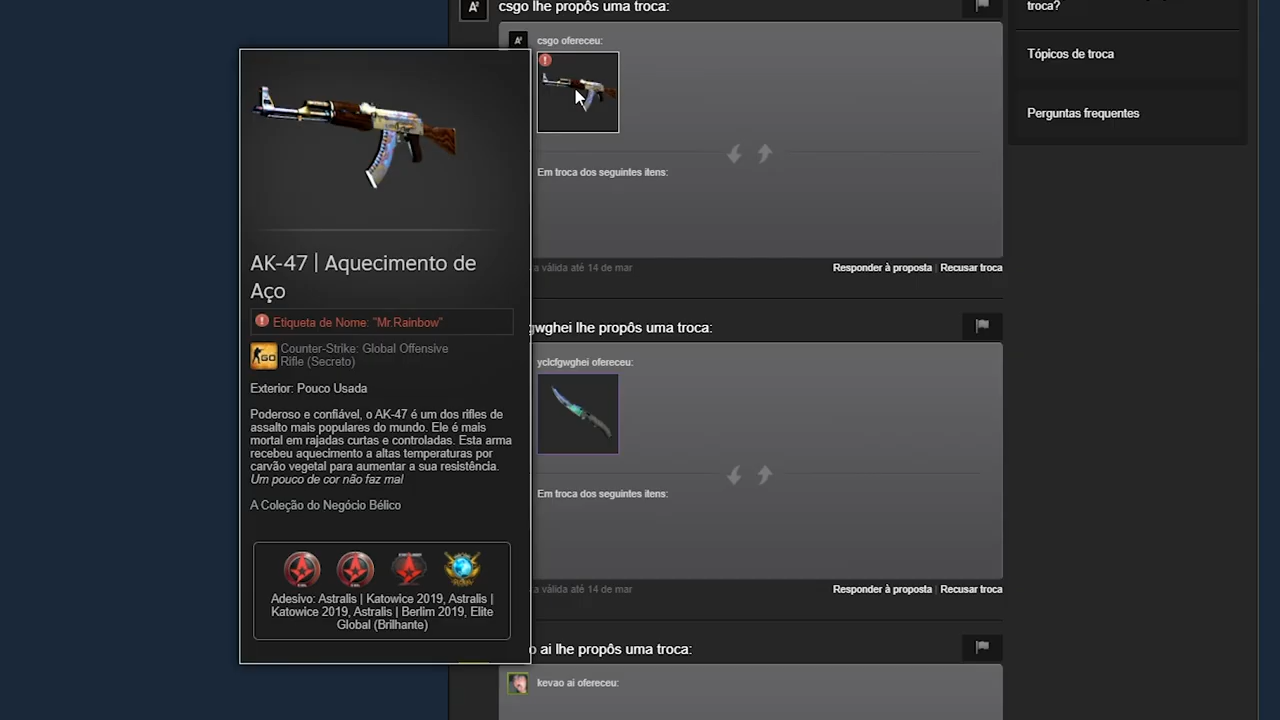 csgo lhe propôs uma troca:
csgo ofereceu:
Em troca dos seguintes itens:
a válida até 14 de mar
Responder à proposta | Recusar troca
gwghei lhe propôs uma troca:
yclcfgwghei ofereceu:
Em troca dos seguintes itens:
a válida até 14 de mar
Responder à proposta | Recusar troca
o ai lhe propôs uma troca:
kevao ai ofereceu:
AK-47 | Aquecimento de
Aço
Etiqueta de Nome: "Mr.Rainbow"
GO
Counter-Strike: Global Offensive
Rifle (Secreto)
Exterior: Pouco Usada
Poderoso e confiável, o AK-47 é um dos rifles de
assalto mais populares do mundo. Ele é mais
mortal em rajadas curtas e controladas. Esta arma
recebeu aquecimento a altas temperaturas por
carvão vegetal para aumentar a sua resistência.
Um pouco de cor não faz mal
A Coleção do Negócio Bélico
Adesivo: Astralis | Katowice 2019, Astralis |
Katowice 2019, Astralis | Berlim 2019, Elite
Global (Brilhante)
troca?
Tópicos de troca
Perguntas frequentes